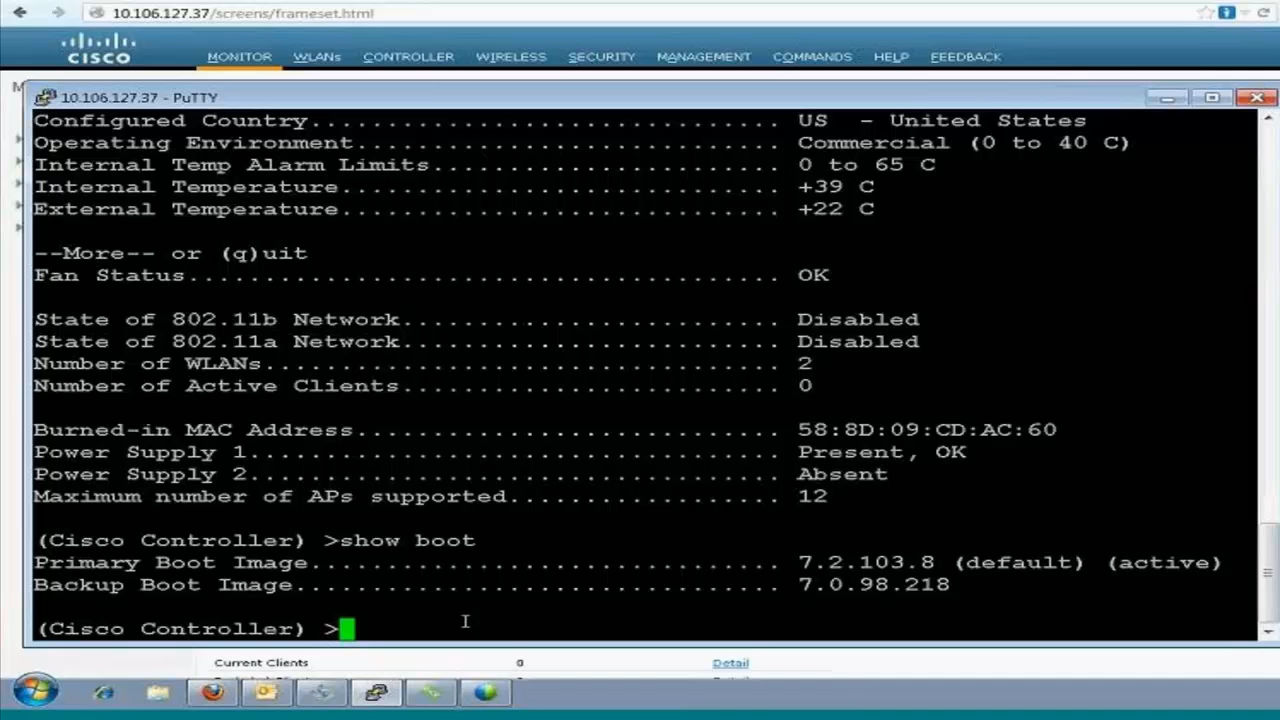 10.106.127.37/screens/frameset.html
CISCO
MONITOR WLANs CONTROLLER WIRELESS SECURITY MANAGEMENT COMMANDS HELP FEEDBACK
10.106.127.37 - PuTTY
Configured Country............................... US  - United States
Operating Environment............................ Commercial (0 to 40 C)
Internal Temp Alarm Limits....................... 0 to 65 C
Internal Temperature............................. +39 C
External Temperature............................. +22 C
--More-- or (q)uit
Fan Status....................................... OK
State of 802.11b Network......................... Disabled
State of 802.11a Network......................... Disabled
Number of WLANs.................................. 2
Number of Active Clients......................... 0
Burned-in MAC Address............................ 58:8D:09:CD:AC:60
Power Supply 1................................... Present, OK
Power Supply 2................................... Absent
Maximum number of APs supported.................. 12
(Cisco Controller) >show boot
Primary Boot Image............................... 7.2.103.8 (default) (active)
Backup Boot Image................................ 7.0.98.218
(Cisco Controller) >
Current Clients 0 Detail